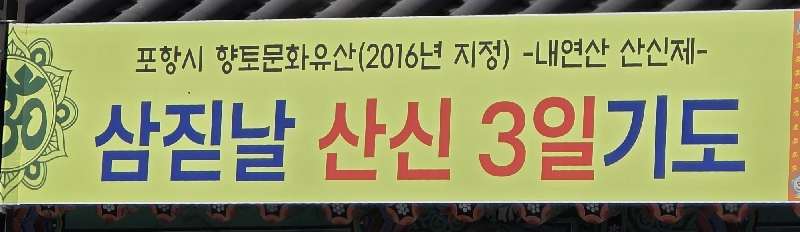 포항시 향토문화유산(2016년 지정) -내연산 산신제-
삼짇날 산신 3일기도